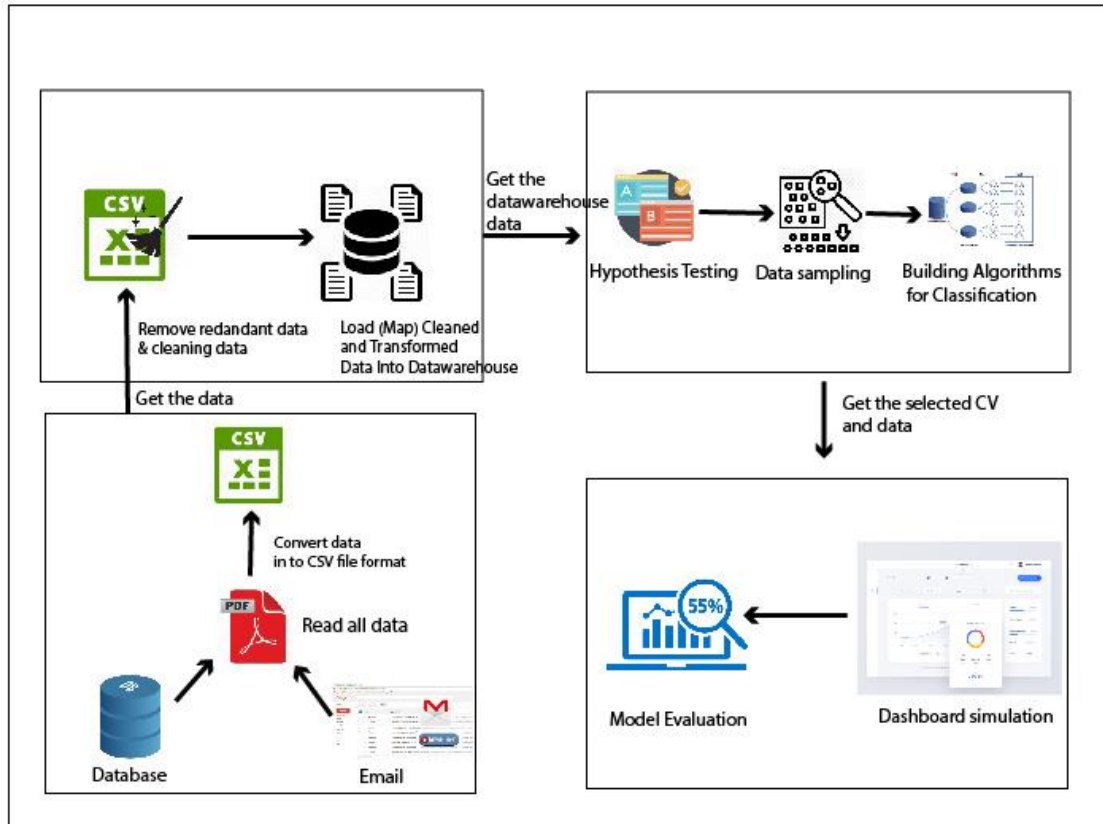 CSV
Remove redandant data
& cleaning data
Load (Map) Cleaned
and Transformed
Data Into Datawarehouse
Get the
datawarehouse
data
A
B
Hypothesis Testing
Data sampling
Building Algorithms
for Classification
Get the data
CSV
Convert data
in to CSV file format
PDF
Read all data
Database
Email
Get the selected CV
and data
55%
Model Evaluation
Dashboard simulation